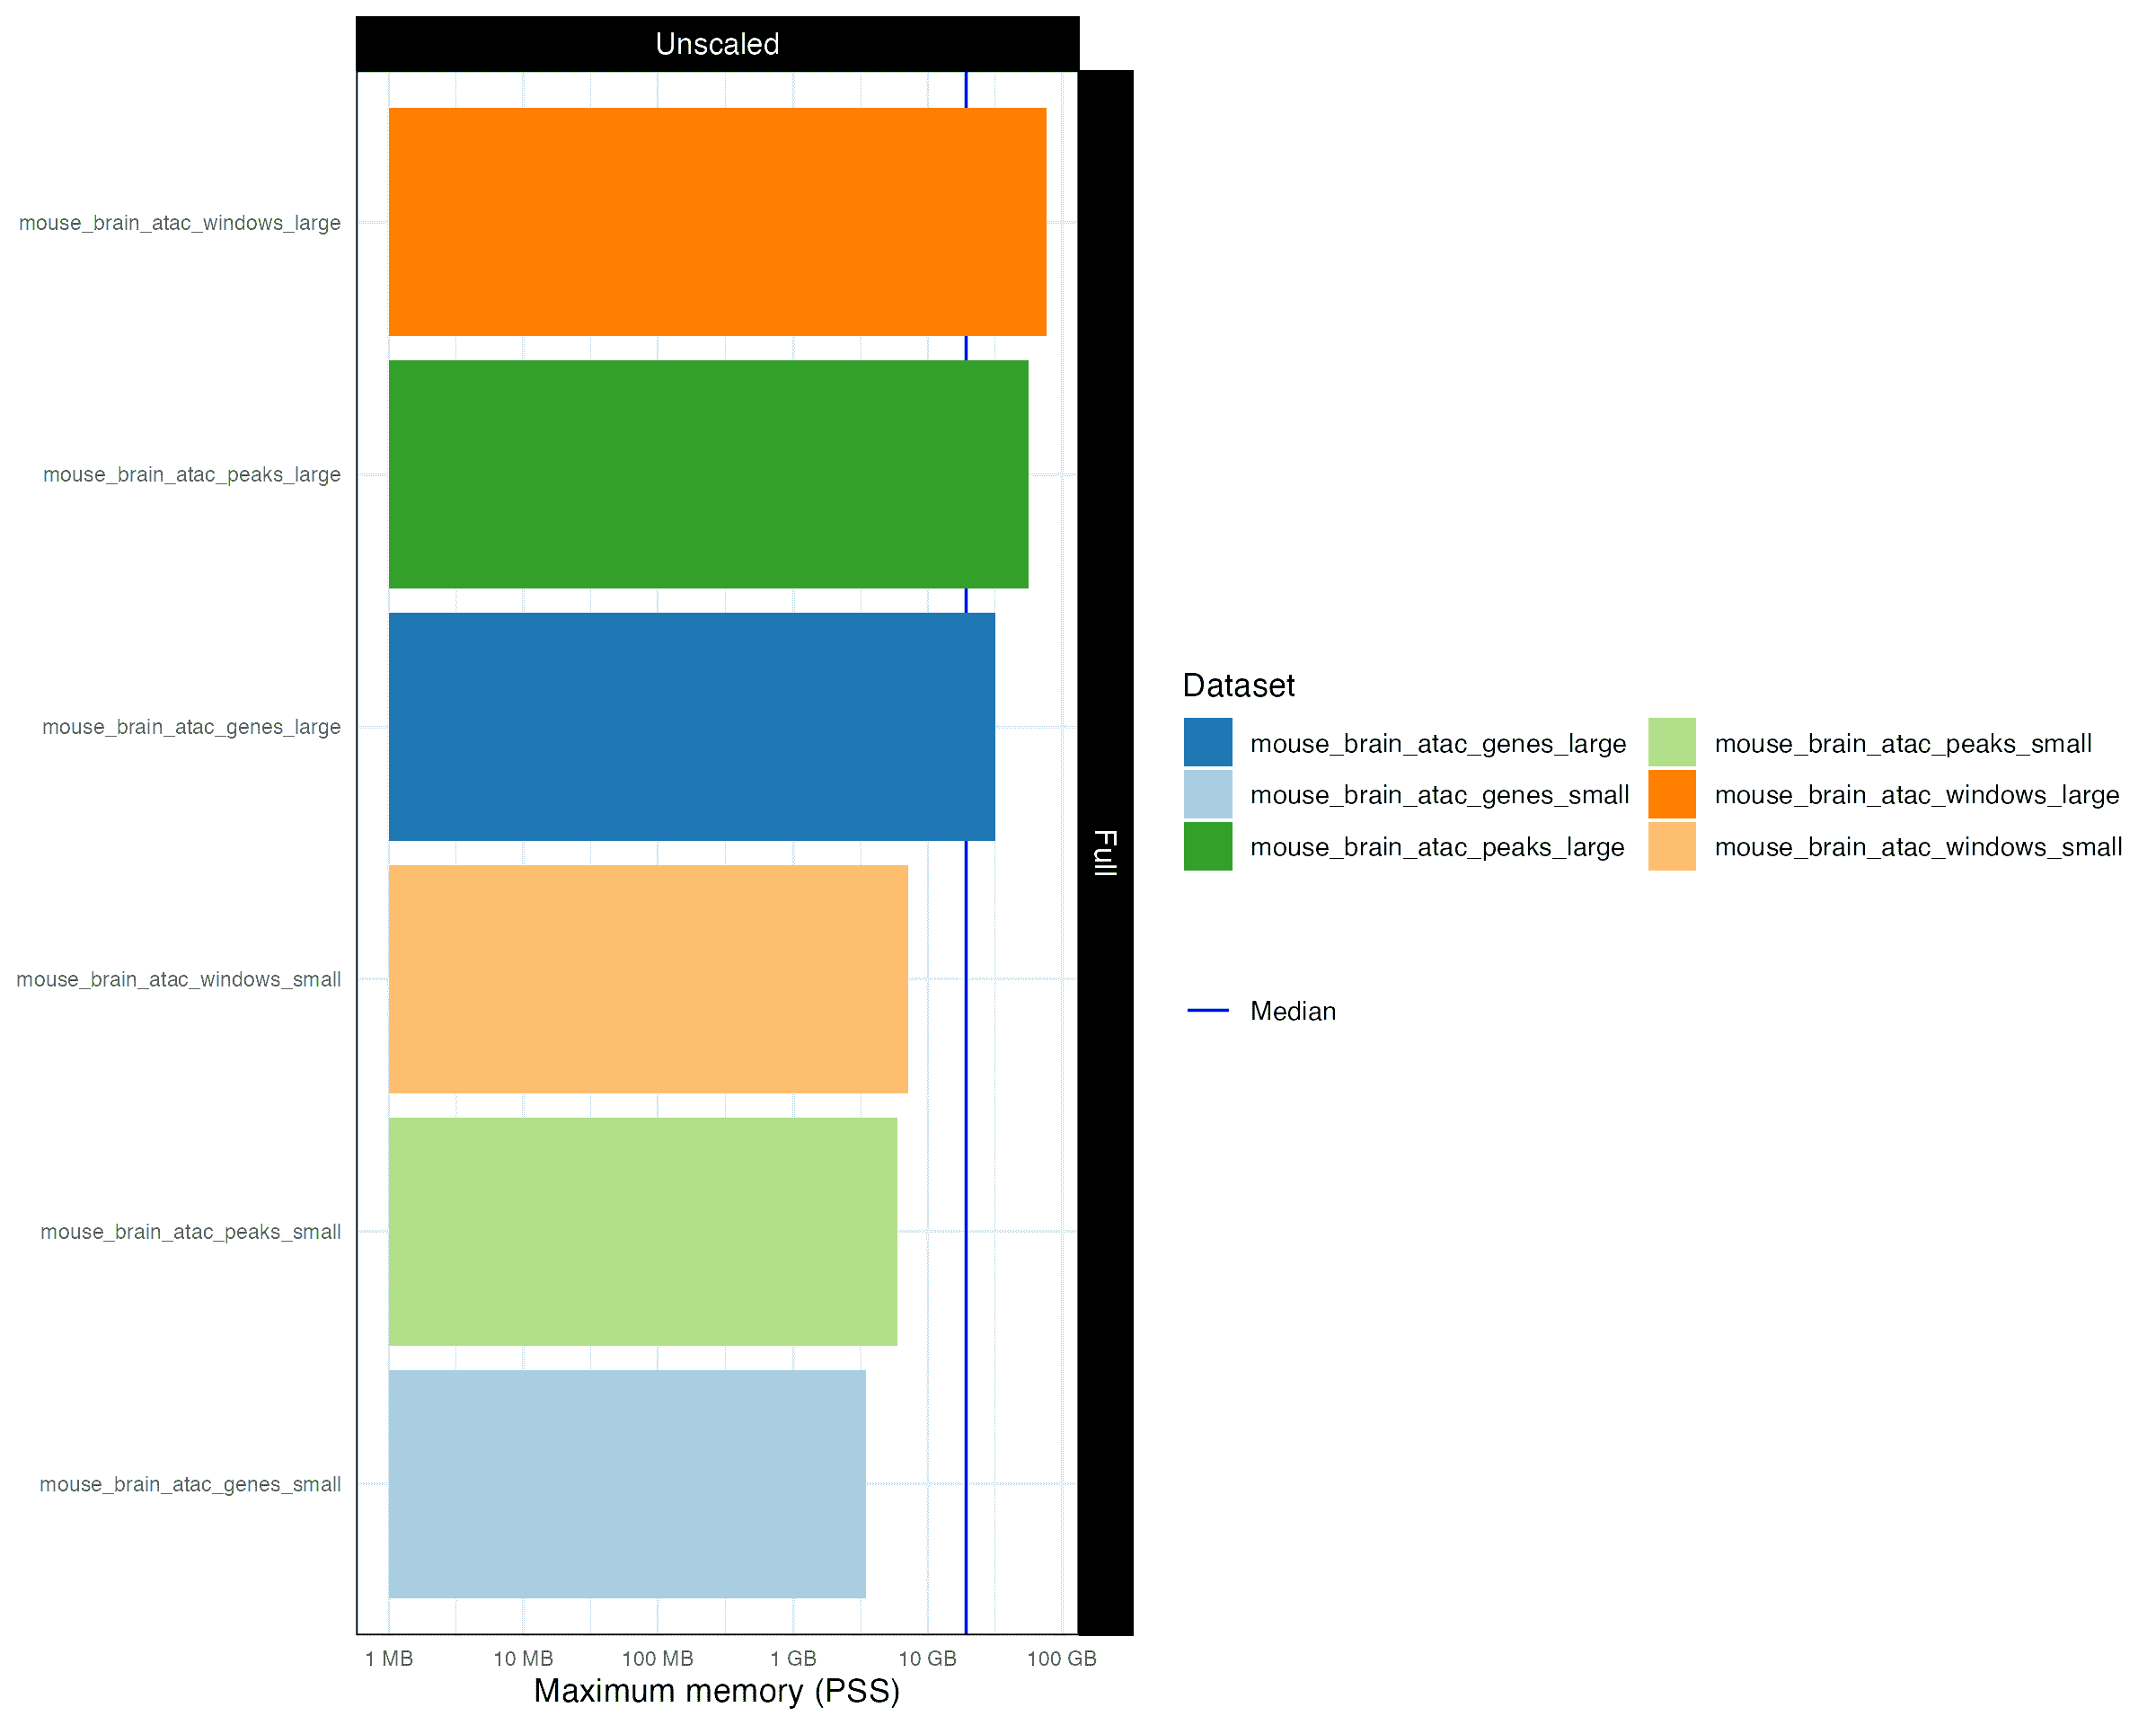 Unscaled
Full
mouse_brain_atac_windows_large
mouse_brain_atac_peaks_large
mouse_brain_atac_genes_large
mouse_brain_atac_windows_small
mouse_brain_atac_peaks_small
mouse_brain_atac_genes_small
1 MB 10 MB 100 MB 1 GB 10 GB 100 GB
Maximum memory (PSS)
Dataset
mouse_brain_atac_genes_large mouse_brain_atac_peaks_small
mouse_brain_atac_genes_small mouse_brain_atac_windows_large
mouse_brain_atac_peaks_large mouse_brain_atac_windows_small
Median